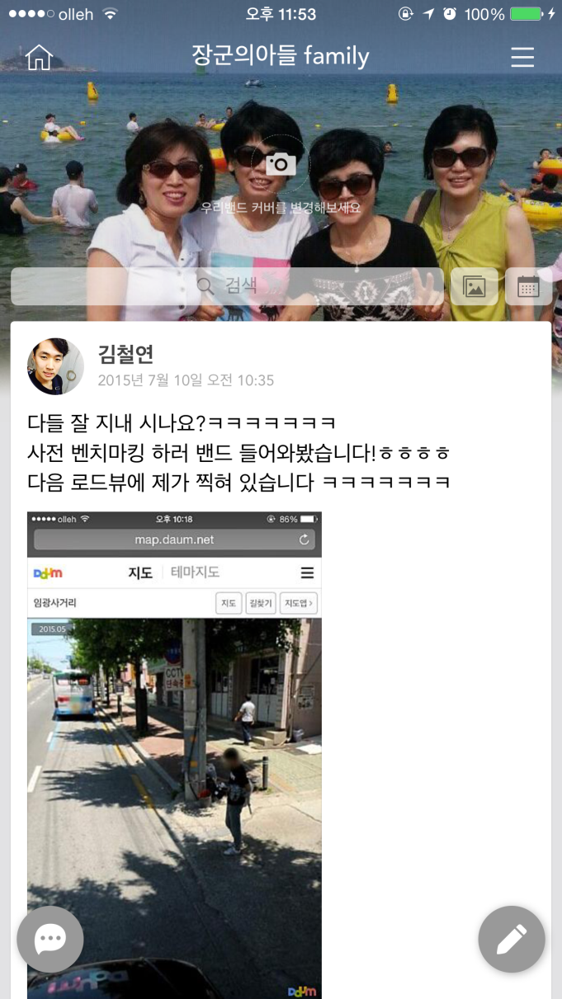 olleh 오후 11:53 100%
장군의아들 family
우리밴드 커버를 변경해보세요
검색
김철연
2015년 7월 10일 오전 10:35
다들 잘 지내 시나요?ㅋㅋㅋㅋㅋㅋㅋ
사전 벤치마킹 하러 밴드 들어와봤습니다!ㅎㅎㅎㅎ
다음 로드뷰에 제가 찍혀 있습니다 ㅋㅋㅋㅋㅋㅋㅋ
olleh 오후 10:18 86%
map.daum.net
Daum 지도 테마지도
임광사거리 지도 길찾기 지도앱 >
2015.05
CCTV
단속중
Daum